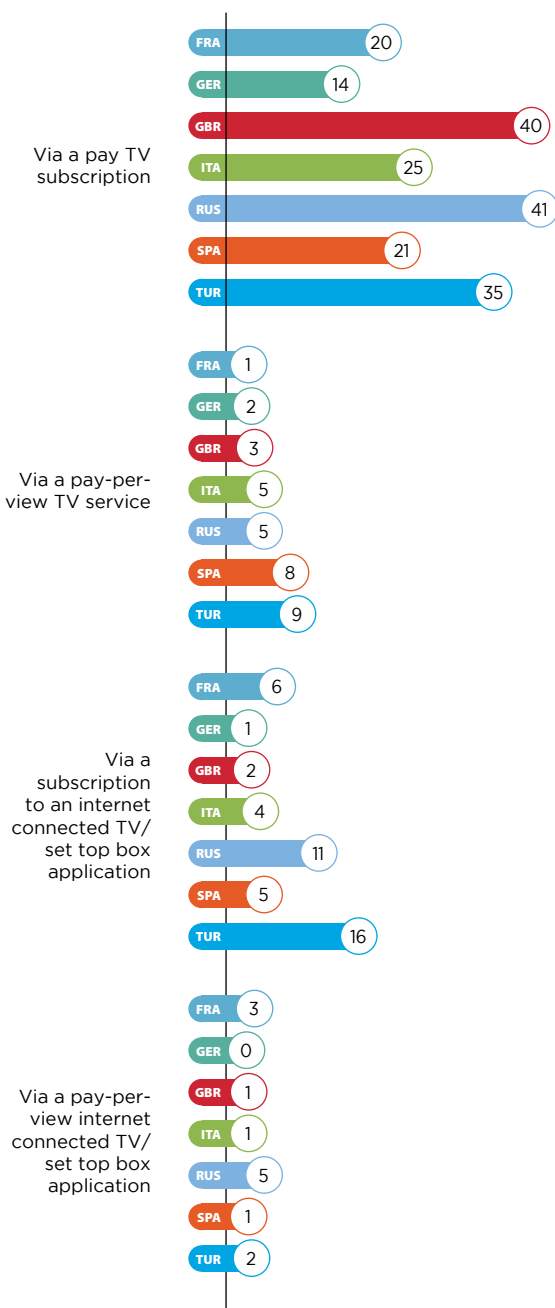 FRA 20
GER 14
GBR 40
Via a pay TV
subscription
ITA 25
RUS 41
SPA 21
TUR 35
FRA 1
GER 2
GBR 3
Via a pay-per-
view TV service
ITA 5
RUS 5
SPA 8
TUR 9
FRA 6
GER 1
GBR 2
Via a
subscription
to an internet
connected TV/
set top box
application
ITA 4
RUS 11
SPA 5
TUR 16
FRA 3
GER 0
GBR 1
Via a pay-per-
view internet
connected TV/
set top box
application
ITA 1
RUS 5
SPA 1
TUR 2